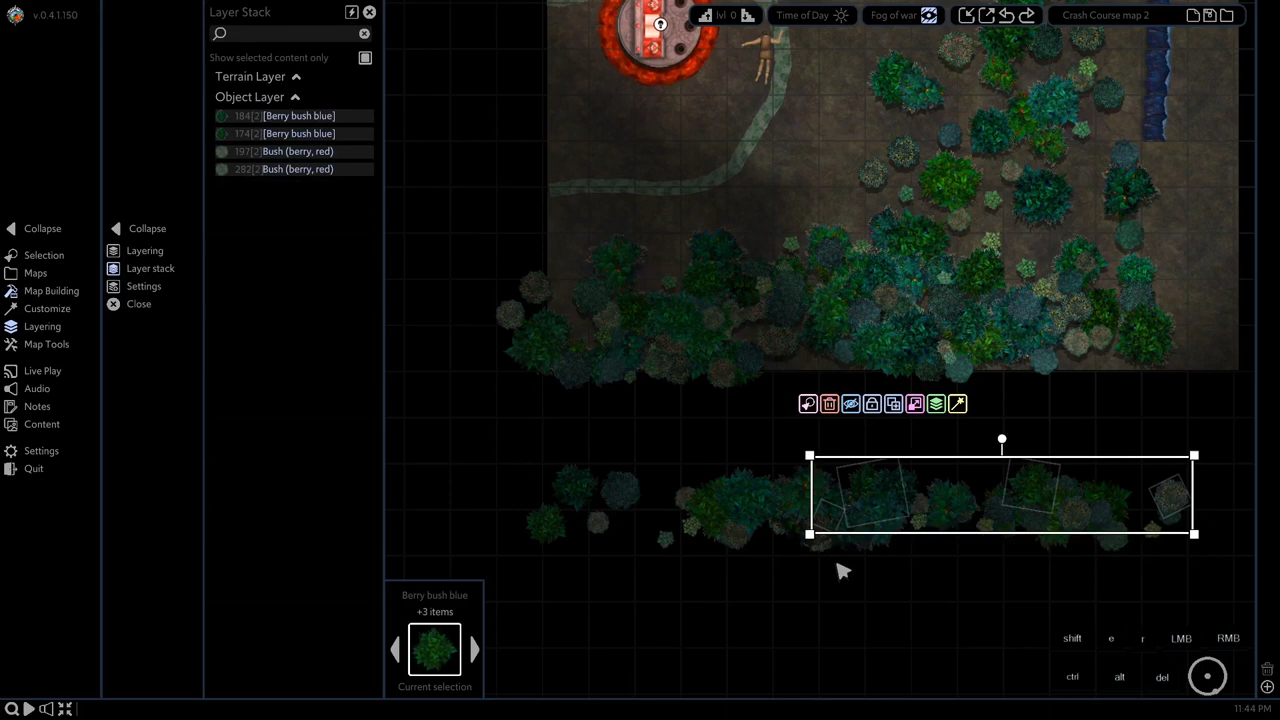 v.0.4.1.150
Layer Stack
lvl 0
Time of Day
Fog of war
Crash Course map 2
Show selected content only
Terrain Layer
Object Layer
184[2][Berry bush blue]
174[2][Berry bush blue]
197[2]Bush (berry, red)
282[2]Bush (berry, red)
Collapse
Selection
Maps
Map Building
Customize
Layering
Map Tools
Live Play
Audio
Notes
Content
Settings
Quit
Collapse
Layering
Layer stack
Settings
Close
Berry bush blue
+3 items
Current selection
shift e r LMB RMB
ctrl alt del
11:44 PM